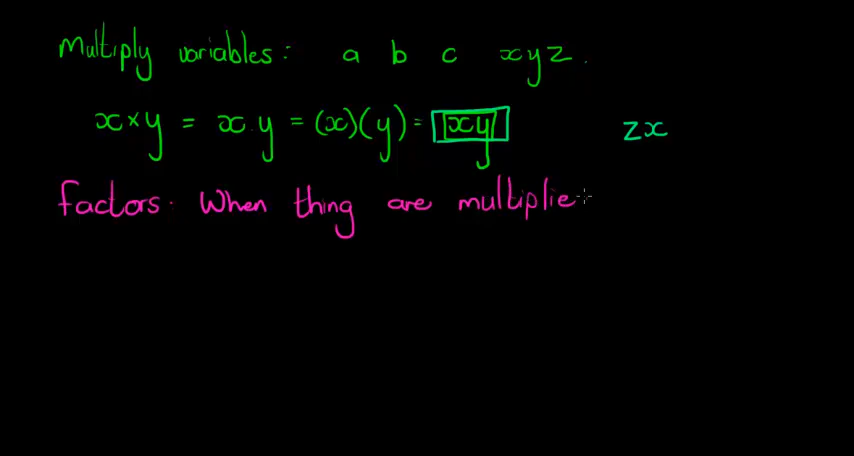 Multiply variables: a b c x y z.
x × y = x . y = (x)(y) = xy zx
factors. When thing are multiplie